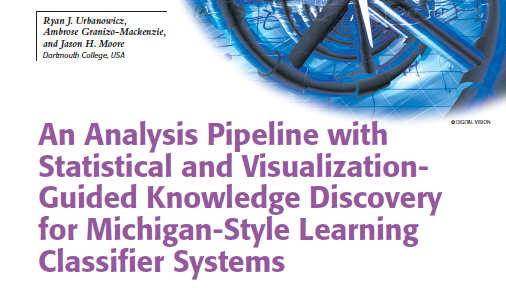 Ryan J. Urbanowicz,
Ambrose Granizo-Mackenzie,
and Jason H. Moore
Dartmouth College, USA
© DIGITAL VISION
An Analysis Pipeline with
Statistical and Visualization-
Guided Knowledge Discovery
for Michigan-Style Learning
Classifier Systems